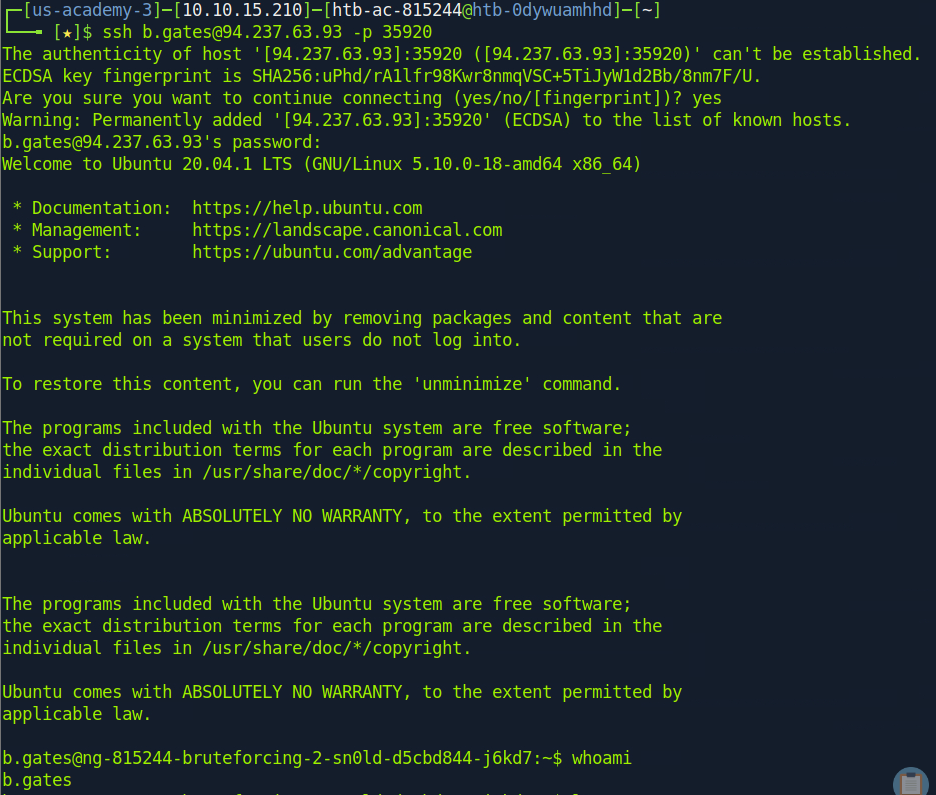 ┌─[us-academy-3]─[10.10.15.210]─[htb-ac-815244@htb-0dywuamhhd]─[~]
└──╼ [★]$ ssh b.gates@94.237.63.93 -p 35920
The authenticity of host '[94.237.63.93]:35920 ([94.237.63.93]:35920)' can't be established.
ECDSA key fingerprint is SHA256:uPhd/rA1lfr98Kwr8nmqVSC+5TiJyW1d2Bb/8nm7F/U.
Are you sure you want to continue connecting (yes/no/[fingerprint])? yes
Warning: Permanently added '[94.237.63.93]:35920' (ECDSA) to the list of known hosts.
b.gates@94.237.63.93's password:
Welcome to Ubuntu 20.04.1 LTS (GNU/Linux 5.10.0-18-amd64 x86_64)
* Documentation: https://help.ubuntu.com
* Management: https://landscape.canonical.com
* Support: https://ubuntu.com/advantage
This system has been minimized by removing packages and content that are
not required on a system that users do not log into.
To restore this content, you can run the 'unminimize' command.
The programs included with the Ubuntu system are free software;
the exact distribution terms for each program are described in the
individual files in /usr/share/doc/*/copyright.
Ubuntu comes with ABSOLUTELY NO WARRANTY, to the extent permitted by
applicable law.
The programs included with the Ubuntu system are free software;
the exact distribution terms for each program are described in the
individual files in /usr/share/doc/*/copyright.
Ubuntu comes with ABSOLUTELY NO WARRANTY, to the extent permitted by
applicable law.
b.gates@ng-815244-bruteforcing-2-sn0ld-d5cbd844-j6kd7:~$ whoami
b.gates